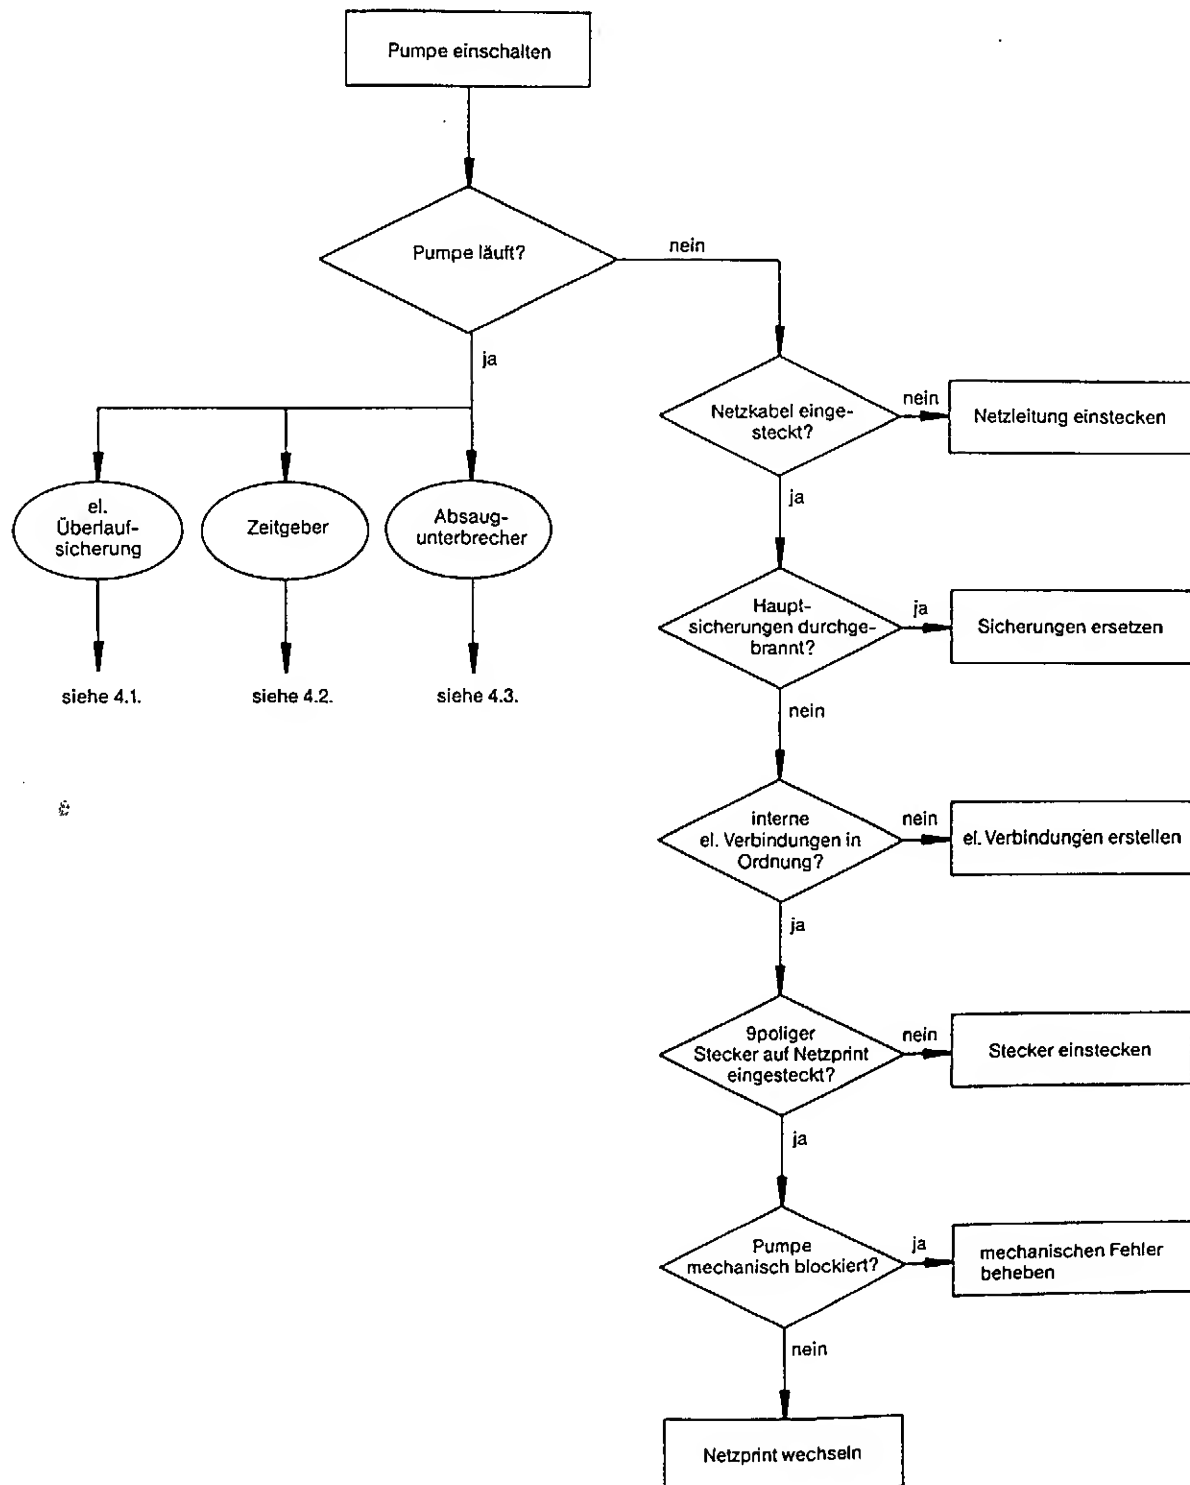 Pumpe einschalten
Pumpe läuft?
nein
ja
el.
Überlauf-
sicherung
Zeitgeber
Absaug-
unterbrecher
siehe 4.1.
siehe 4.2.
siehe 4.3.
Netzkabel einge-
steckt?
nein
Netzleitung einstecken
ja
Haupt-
sicherungen durchge-
brannt?
ja
Sicherungen ersetzen
nein
interne
el. Verbindungen in
Ordnung?
nein
el. Verbindungen erstellen
ja
9poliger
Stecker auf Netzprint
eingesteckt?
nein
Stecker einstecken
ja
Pumpe
mechanisch blockiert?
ja
mechanischen Fehler
beheben
nein
Netzprint wechseln